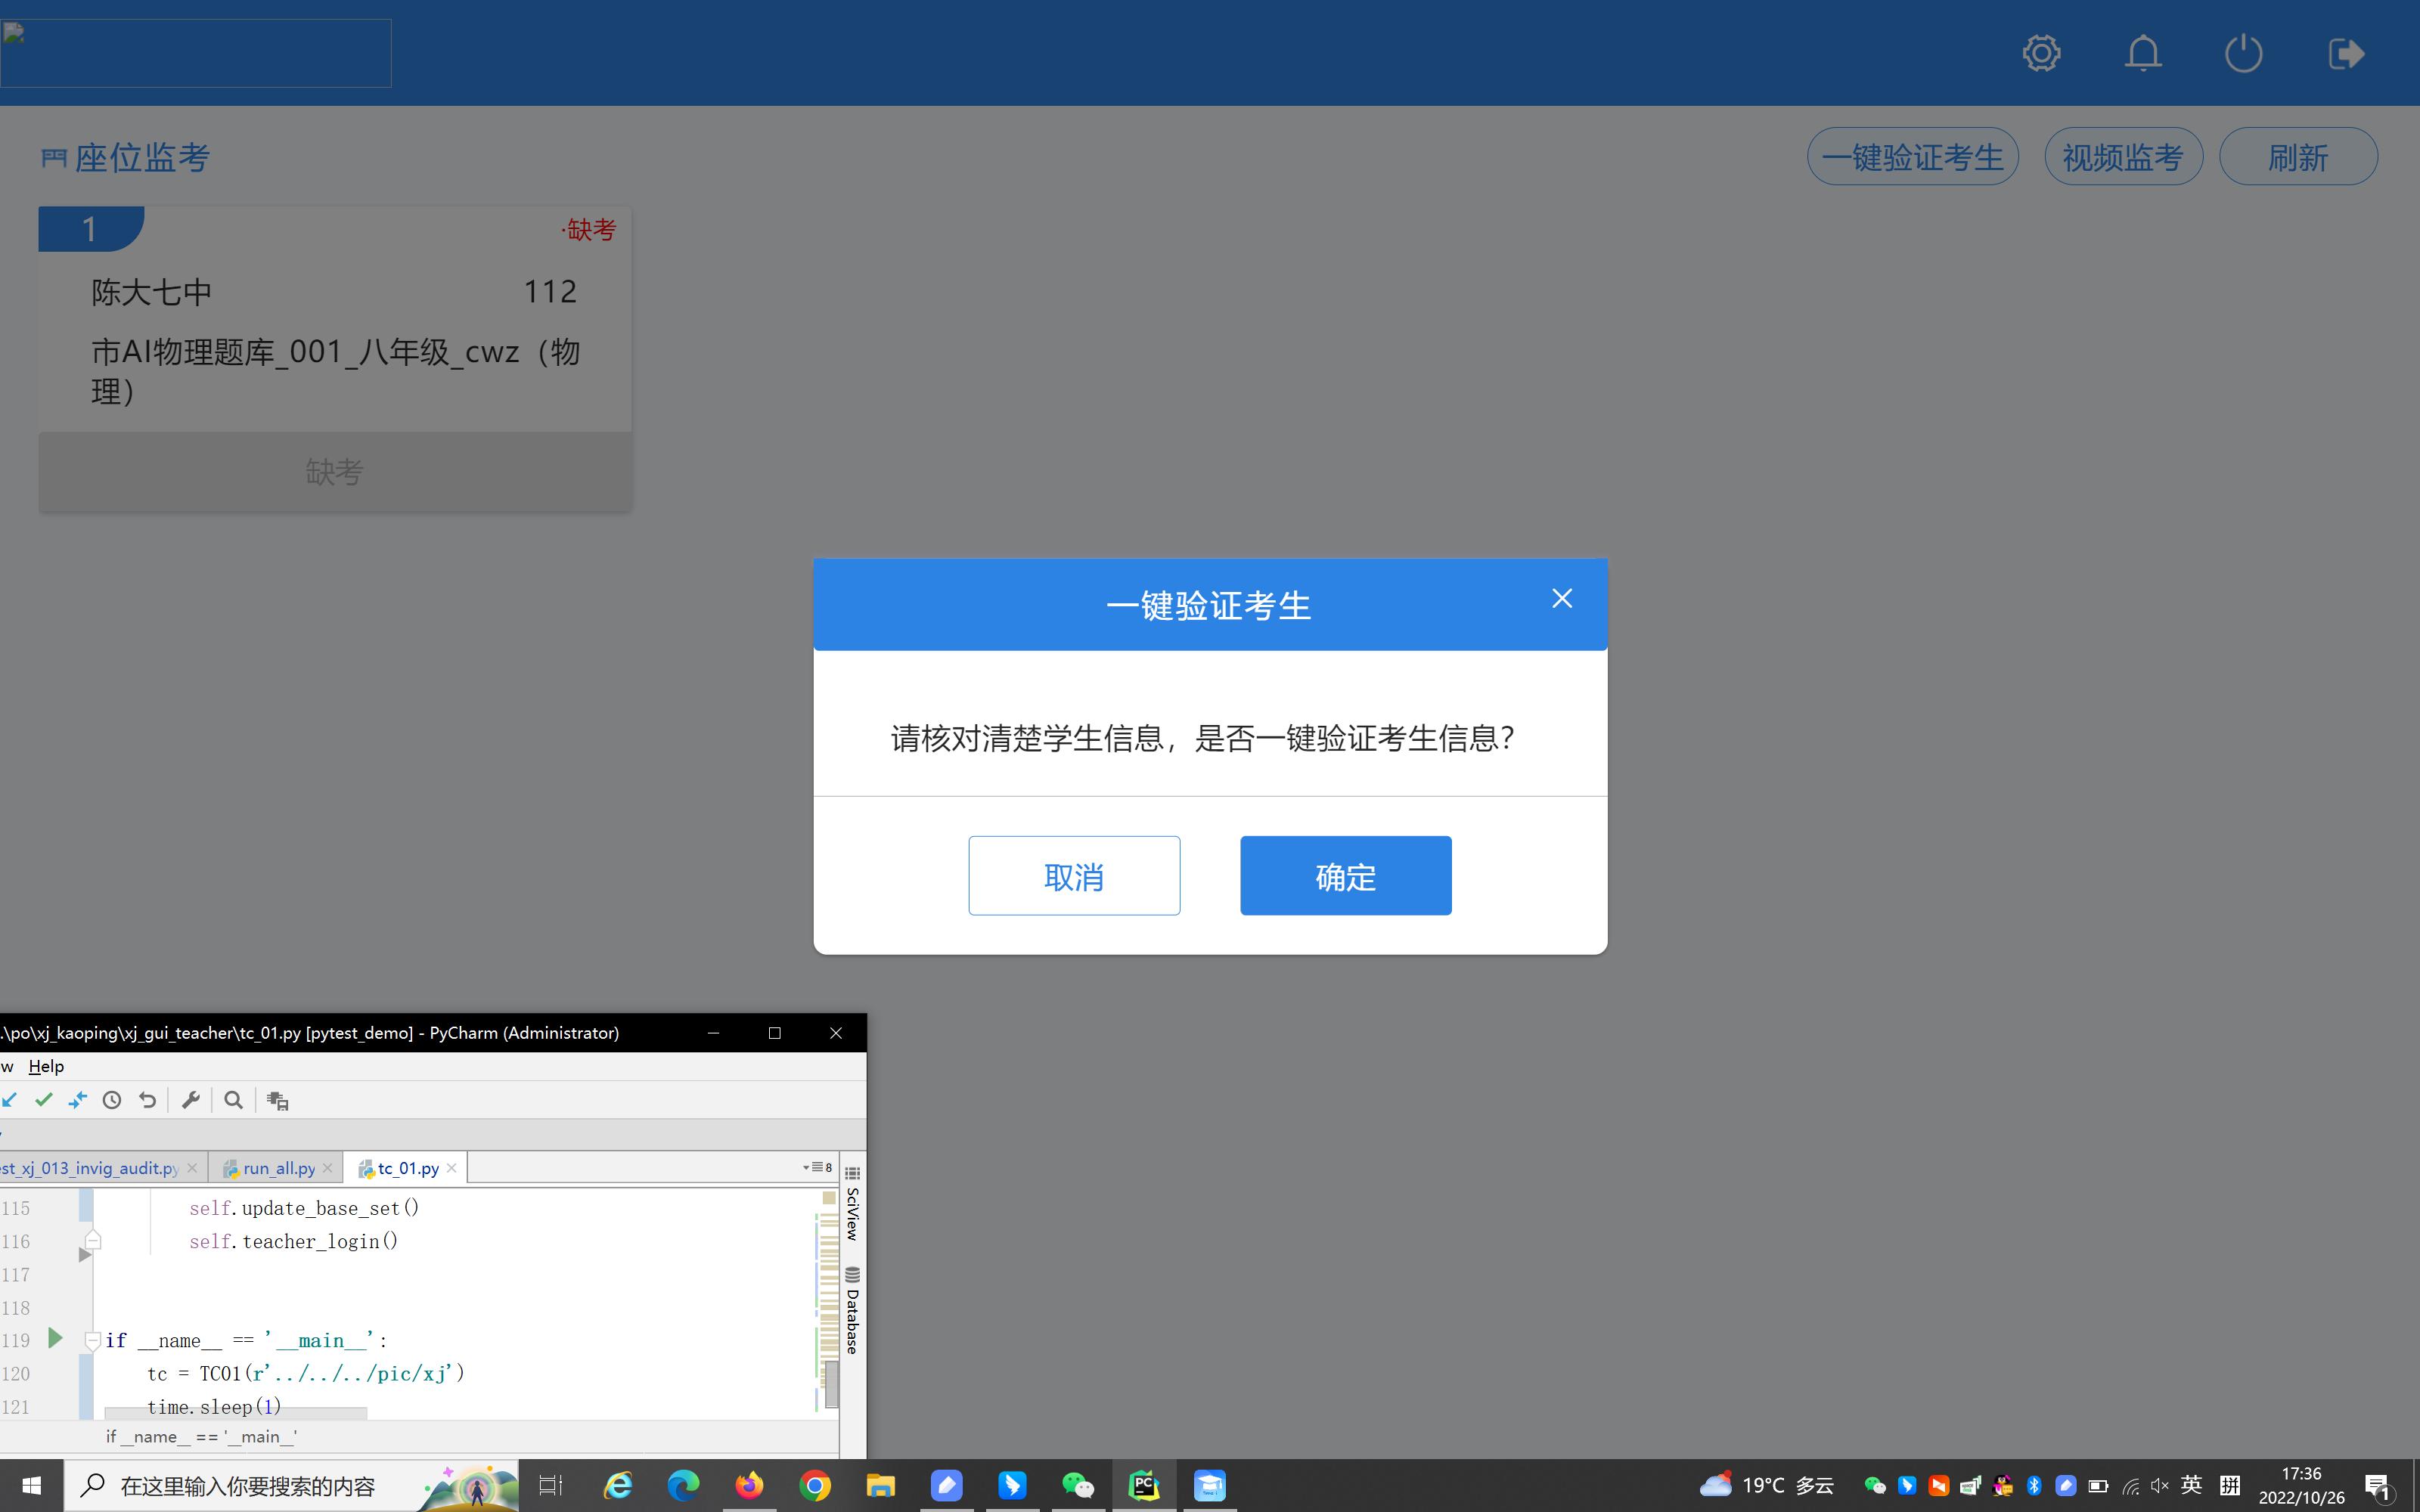 座位监考
一键验证考生
视频监考
刷新
1
·缺考
陈大七中
112
市AI物理题库_001_八年级_cwz（物
理）
缺考
一键验证考生
请核对清楚学生信息，是否一键验证考生信息？
取消
确定
.\po\xj_kaoping\xj_gui_teacher\tc_01.py [pytest_demo] - PyCharm (Administrator)
w Help
est_xj_013_invig_audit.py
run_all.py
tc_01.py
8
115 self.update_base_set()
116 self.teacher_login()
117
118
119 if __name__ == '__main__':
120 tc = TC01(r'../../../pic/xj')
121 time.sleep(1)
if __name__ == '__main__'
SciView
Database
在这里输入你要搜索的内容
PC
19°C 多云
英
拼
17:36
2022/10/26
1